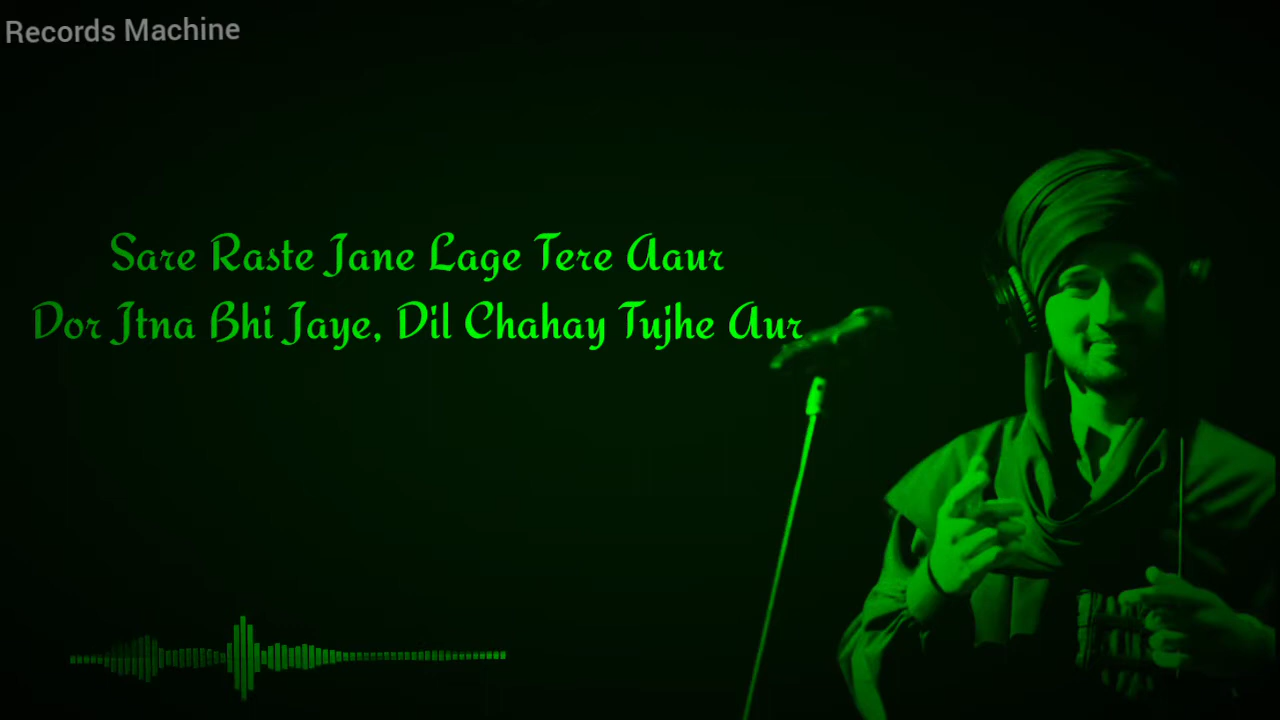 Records Machine
Sare Raste Jane Lage Tere Aaur
Dor Itna Bhi Jaye, Dil Chahay Tujhe Aur